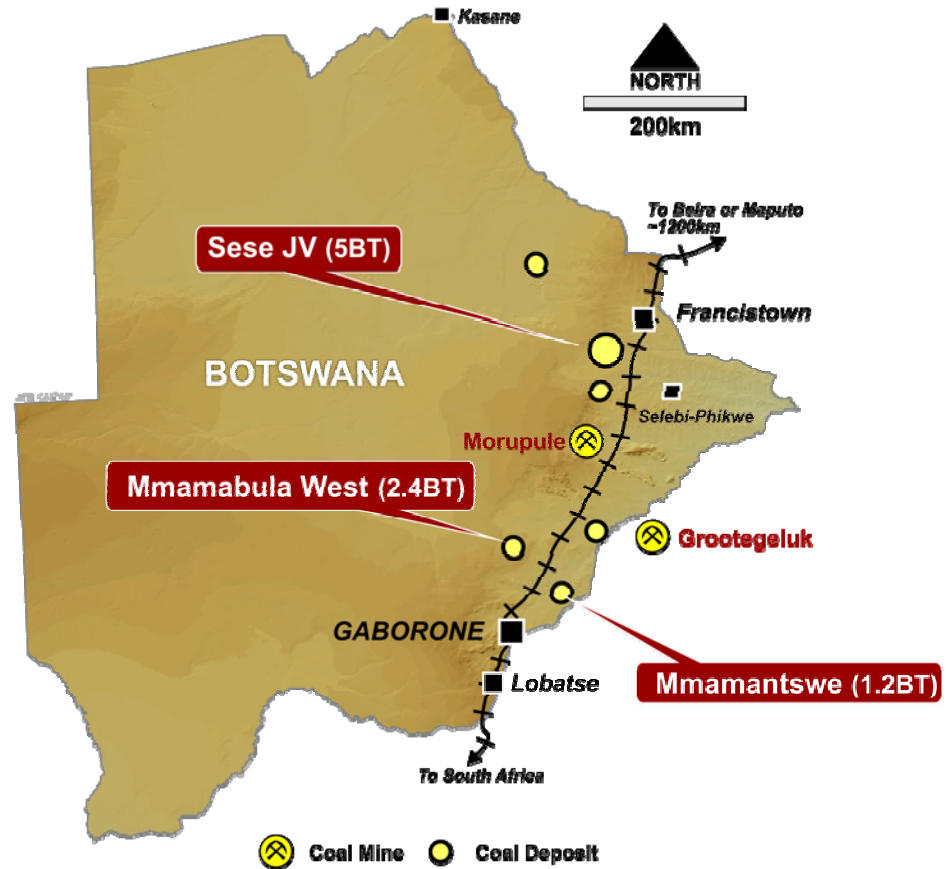 Kasane
NORTH
200km
To Beira or Maputo
~1200km
Sese JV (5BT)
Francistown
BOTSWANA
Selebi-Phikwe
Morupule
Mmamabula West (2.4BT)
Grootegeluk
GABORONE
Mmamantswe (1.2BT)
Lobatse
To South Africa
Coal Mine
Coal Deposit